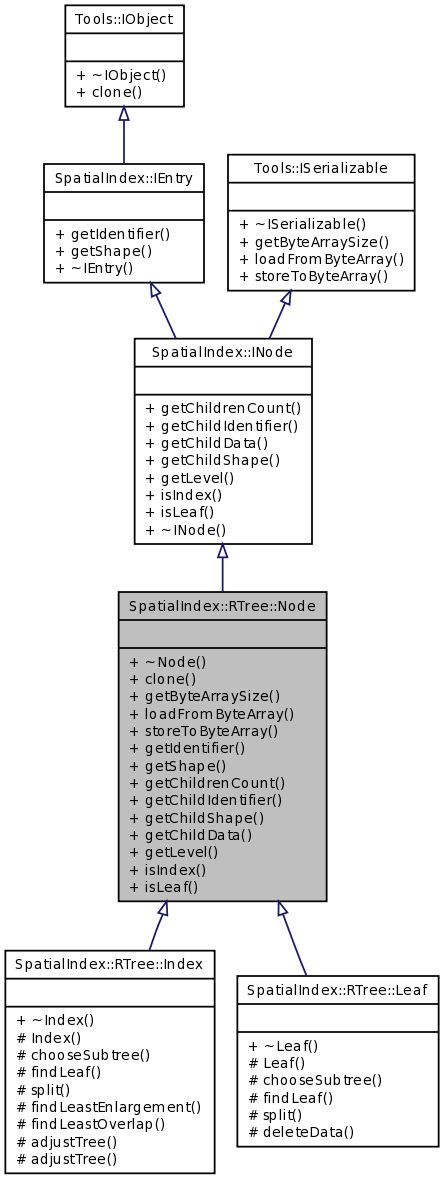 Tools::IObject
+ ~IObject()
+ clone()
SpatialIndex::IEntry
+ getIdentifier()
+ getShape()
+ ~IEntry()
Tools::ISerializable
+ ~ISerializable()
+ getByteArraySize()
+ loadFromByteArray()
+ storeToByteArray()
SpatialIndex::INode
+ getChildrenCount()
+ getChildIdentifier()
+ getChildData()
+ getChildShape()
+ getLevel()
+ isIndex()
+ isLeaf()
+ ~INode()
SpatialIndex::RTree::Node
+ ~Node()
+ clone()
+ getByteArraySize()
+ loadFromByteArray()
+ storeToByteArray()
+ getIdentifier()
+ getShape()
+ getChildrenCount()
+ getChildIdentifier()
+ getChildShape()
+ getChildData()
+ getLevel()
+ isIndex()
+ isLeaf()
SpatialIndex::RTree::Index
+ ~Index()
# Index()
# chooseSubtree()
# findLeaf()
# split()
# findLeastEnlargement()
# findLeastOverlap()
# adjustTree()
# adjustTree()
SpatialIndex::RTree::Leaf
+ ~Leaf()
# Leaf()
# chooseSubtree()
# findLeaf()
# split()
# deleteData()